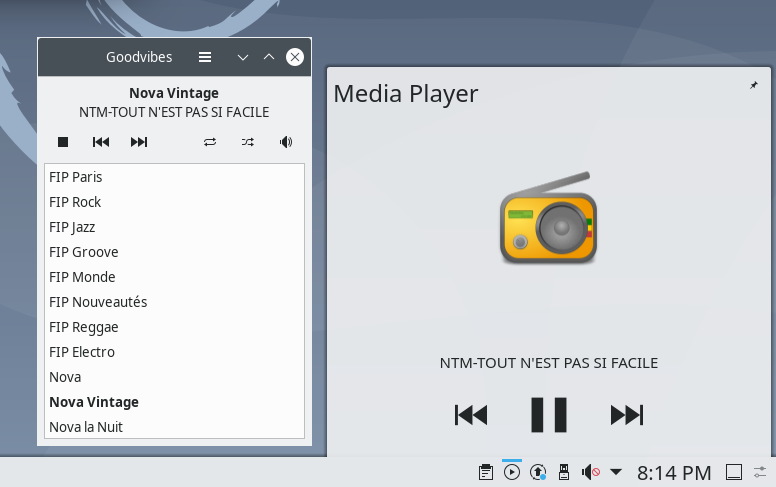 Goodvibes
Nova Vintage
NTM-TOUT N'EST PAS SI FACILE
FIP Paris
FIP Rock
FIP Jazz
FIP Groove
FIP Monde
FIP Nouveautés
FIP Reggae
FIP Electro
Nova
Nova Vintage
Nova la Nuit
Media Player
NTM-TOUT N'EST PAS SI FACILE
8:14 PM